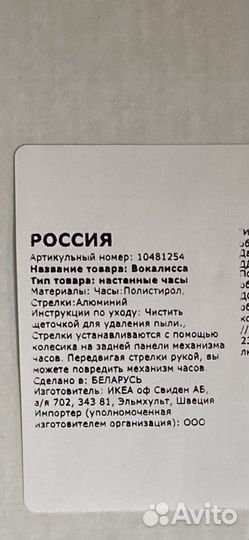 РОССИЯ
Артикульный номер: 10481254
Название товара: Вокалисса
Тип товара: настенные часы
Материалы: Часы:Полистирол,
Стрелки:Алюминий
Инструкции по уходу: Чистить
щеточкой для удаления пыли.,
Стрелки устанавливаются с помощью
колесика на задней панели механизма
часов. Передвигая стрелки рукой, вы
можете повредить механизм часов.
Сделано в: БЕЛАРУСЬ
Изготовитель: ИКЕА оф Свиден АБ,
а/я 702, 343 81, Эльмхульт, Швеция
Импортер (уполномоченная
изготовителем организация): ООО
Avito